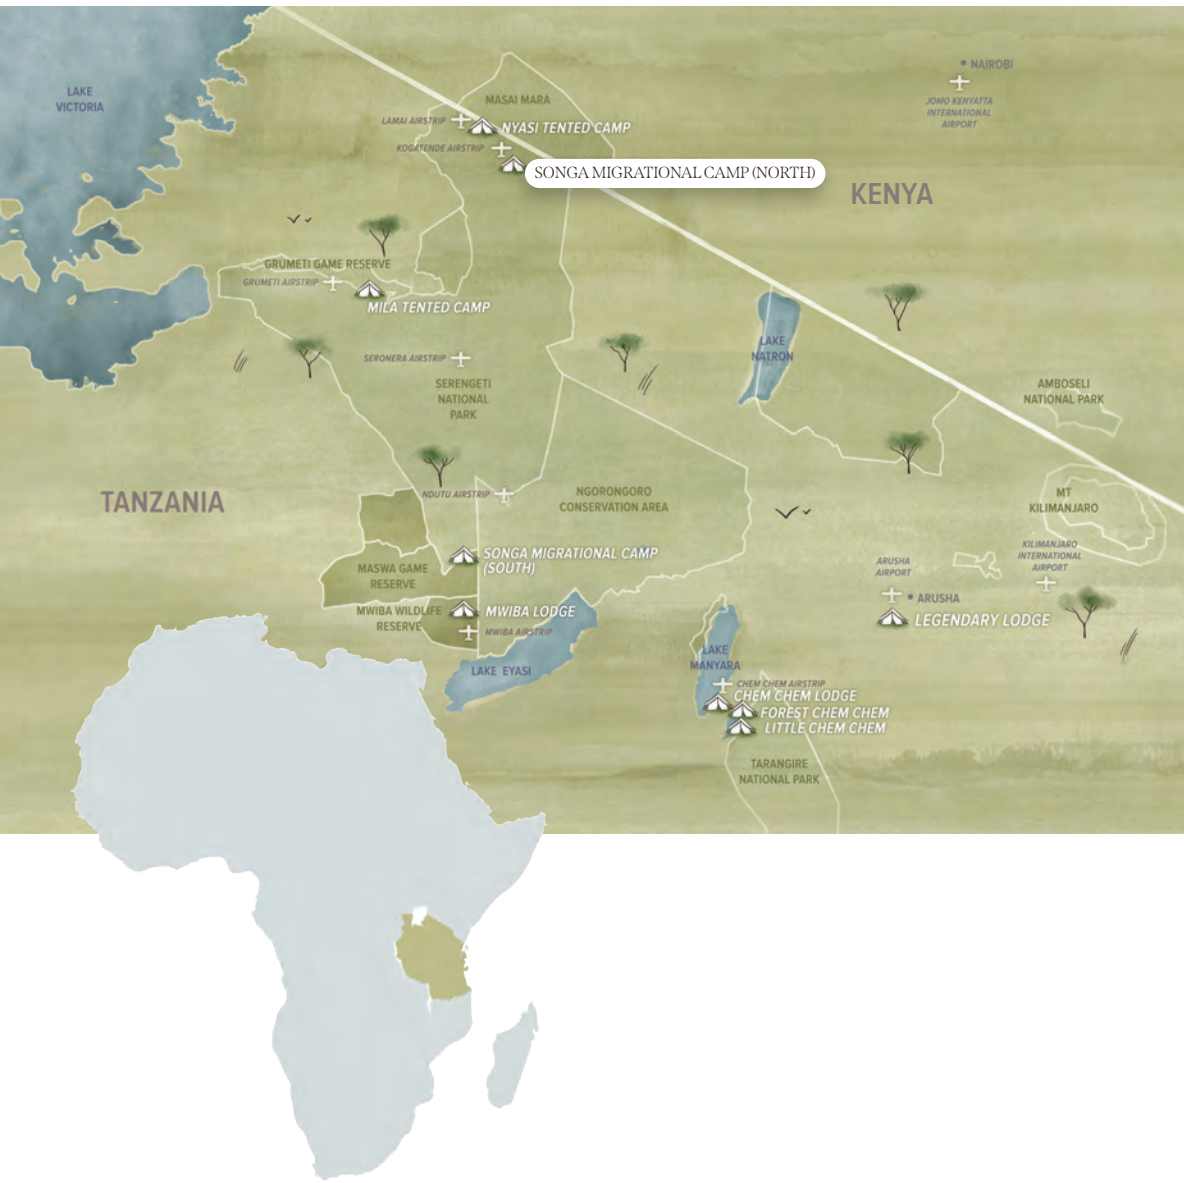 LAKE
VICTORIA
NAIROBI
JOMO KENYATTA
INTERNATIONAL
AIRPORT
MASAI MARA
LAMAI AIRSTRIP
NYASI TENTED CAMP
KOGATENDE AIRSTRIP
SONGA MIGRATIONAL CAMP (NORTH)
KENYA
GRUMETI GAME RESERVE
GRUMETI AIRSTRIP
MILA TENTED CAMP
LAKE
NATRON
SERONERA AIRSTRIP
SERENGETI
NATIONAL
PARK
AMBOSELI
NATIONAL PARK
TANZANIA
NDUTU AIRSTRIP
NGORONGORO
CONSERVATION AREA
MT
KILIMANJARO
SONGA MIGRATIONAL CAMP
(SOUTH)
MASWA GAME
RESERVE
ARUSHA
AIRPORT
KILIMANJARO
INTERNATIONAL
AIRPORT
ARUSHA
LEGENDARY LODGE
MWIBA WILDLIFE
RESERVE
MWIBA LODGE
MWIBA AIRSTRIP
LAKE EYASI
LAKE
MANYARA
CHEM CHEM AIRSTRIP
CHEM CHEM LODGE
FOREST CHEM CHEM
LITTLE CHEM CHEM
TARANGIRE
NATIONAL PARK